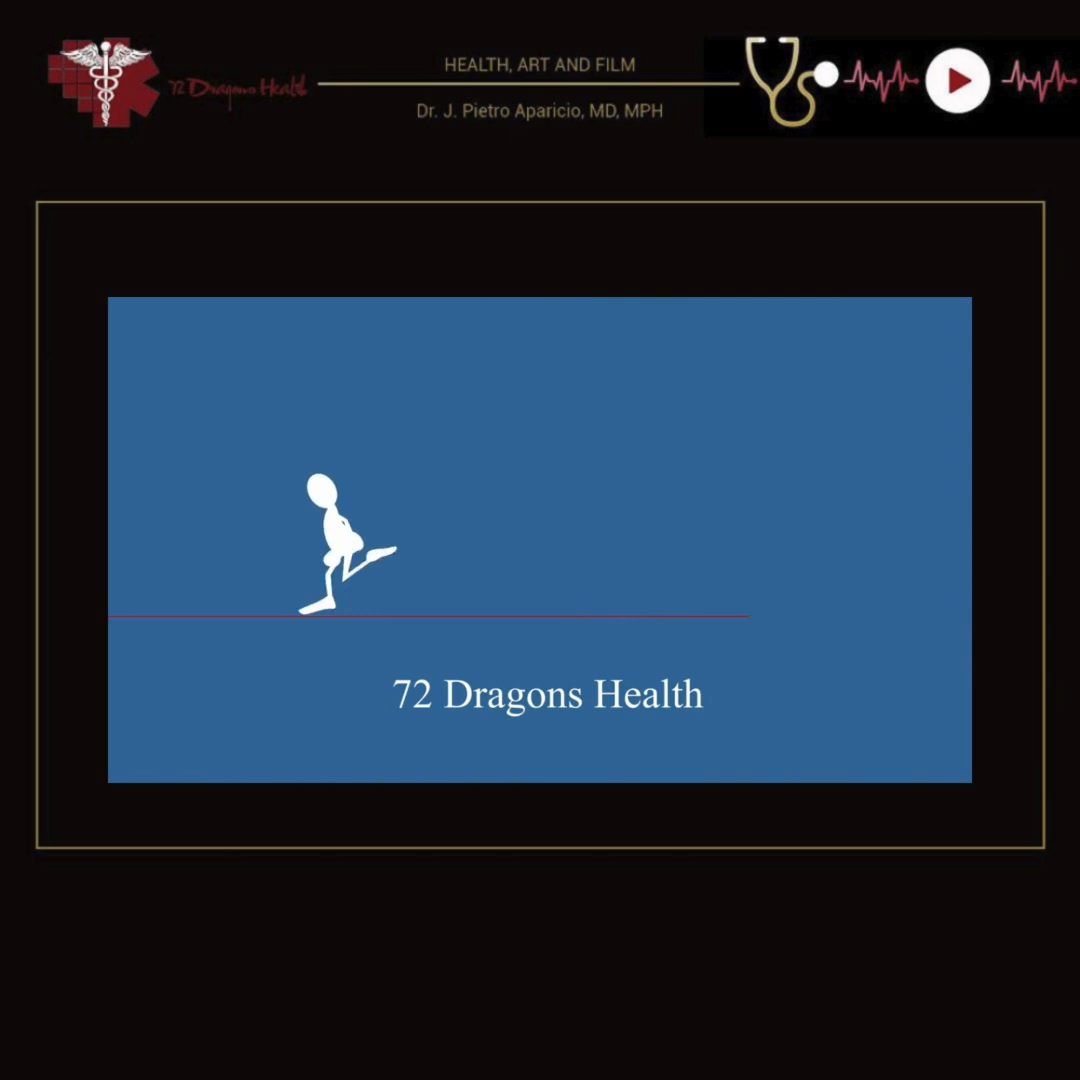 72 Dragons Health
HEALTH, ART AND FILM
Dr. J. Pietro Aparicio, MD, MPH
72 Dragons Health